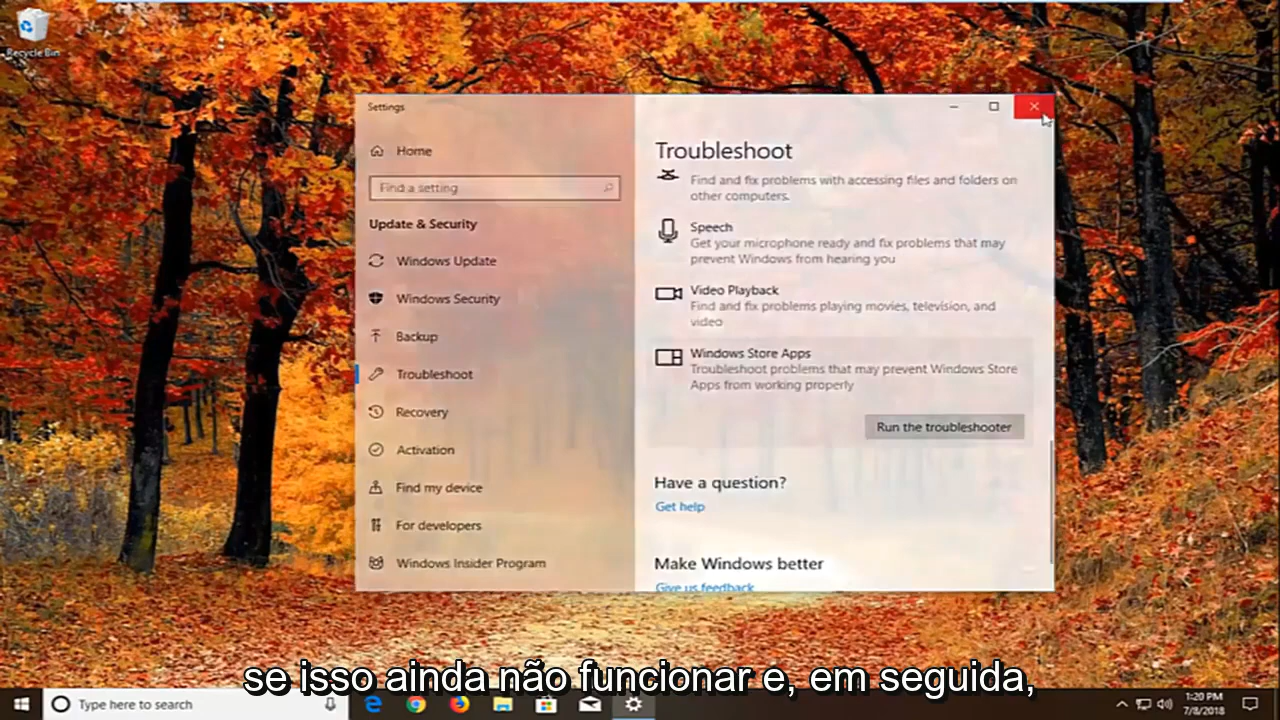 Recycle Bin
Settings
Home
Find a setting
Update & Security
Windows Update
Windows Security
Backup
Troubleshoot
Recovery
Activation
Find my device
For developers
Windows Insider Program
Troubleshoot
Find and fix problems with accessing files and folders on
other computers.
Speech
Get your microphone ready and fix problems that may
prevent Windows from hearing you
Video Playback
Find and fix problems playing movies, television, and
video
Windows Store Apps
Troubleshoot problems that may prevent Windows Store
Apps from working properly
Run the troubleshooter
Have a question?
Get help
Make Windows better
Give us feedback
se isso ainda não funcionar e, em seguida,
Type here to search
1:20 PM
7/8/2018